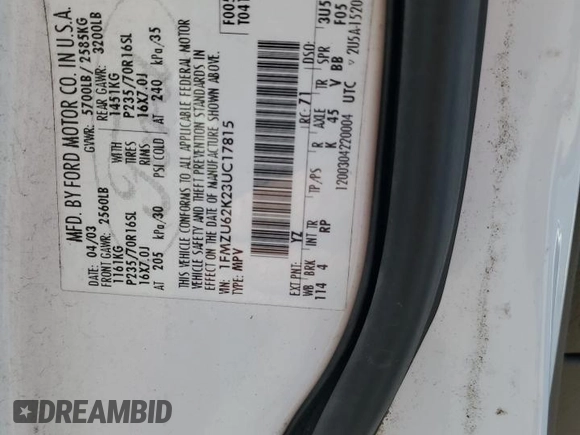 MFD. BY FORD MOTOR CO. IN U.S.A.
DATE: 04/03 GVWR: 5700LB/ 2585KG
FRONT GAWR: 2560LB REAR GAWR: 3200LB
1161KG 1451KG
P235/70R16SL TIRES P235/70R16SL
16X7.0J RIMS 16X7.0J
AT 205 kPa/30 PSI COLD AT 240 kPa/35
THIS VEHICLE CONFORMS TO ALL APPLICABLE FEDERAL MOTOR
VEHICLE SAFETY AND THEFT PREVENTION STANDARDS IN
EFFECT ON THE DATE OF MANUFACTURE SHOWN ABOVE.
VIN: 1FMZU62K23UC17815
TYPE: MPV
F005
T041
EXT PNT: YZ RC: 71 DSO:
WB BRK INT TR TP/PS R AXLE TR SPR
114 4 RP K 45 V BB
1200304220004 UTC
3U5
F05
2U5A-1520
DREAMBID